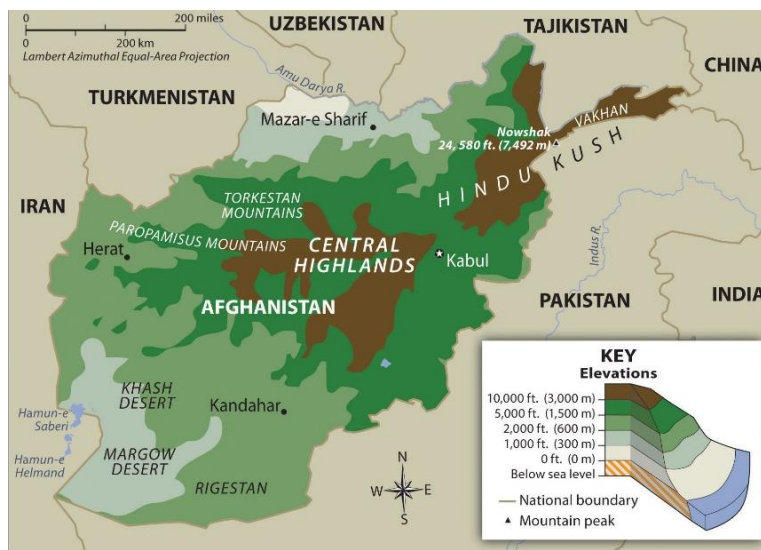 0
200 miles
0
200 km
Lambert Azimuthal Equal-Area Projection
UZBEKISTAN
TAJIKISTAN
CHINA
TURKMENISTAN
Amu Darya R.
Mazar-e Sharif
Nowshak
24, 580 ft. (7,492 m)
VAKHAN
HINDU KUSH
IRAN
TORKESTAN
MOUNTAINS
PAROPAMISUS MOUNTAINS
Herat
CENTRAL
HIGHLANDS
Kabul
Indus R.
AFGHANISTAN
PAKISTAN
INDIA
KHASH
DESERT
Kandahar
Hamun-e
Saberi
Hamun-e
Helmand
MARGOW
DESERT
RIGESTAN
N
W
E
S
KEY
Elevations
10,000 ft. (3,000 m)
5,000 ft. (1,500 m)
2,000 ft. (600 m)
1,000 ft. (300 m)
0 ft. (0 m)
Below sea level
National boundary
Mountain peak